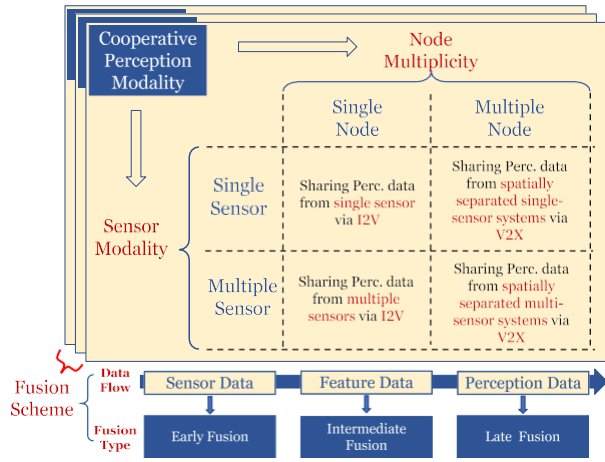 Cooperative
Perception
Modality
Node
Multiplicity
Single
Node
Multiple
Node
Sensor
Modality
Single
Sensor
Sharing Perc. data
from single sensor
via I2V
Sharing Perc. data
from spatially
separated single-
sensor systems via
V2X
Multiple
Sensor
Sharing Perc. data
from multiple
sensors via I2V
Sharing Perc. data
from spatially
separated multi-
sensor systems via
V2X
Fusion
Scheme
Data
Flow
Sensor Data
Feature Data
Perception Data
Fusion
Type
Early Fusion
Intermediate
Fusion
Late Fusion